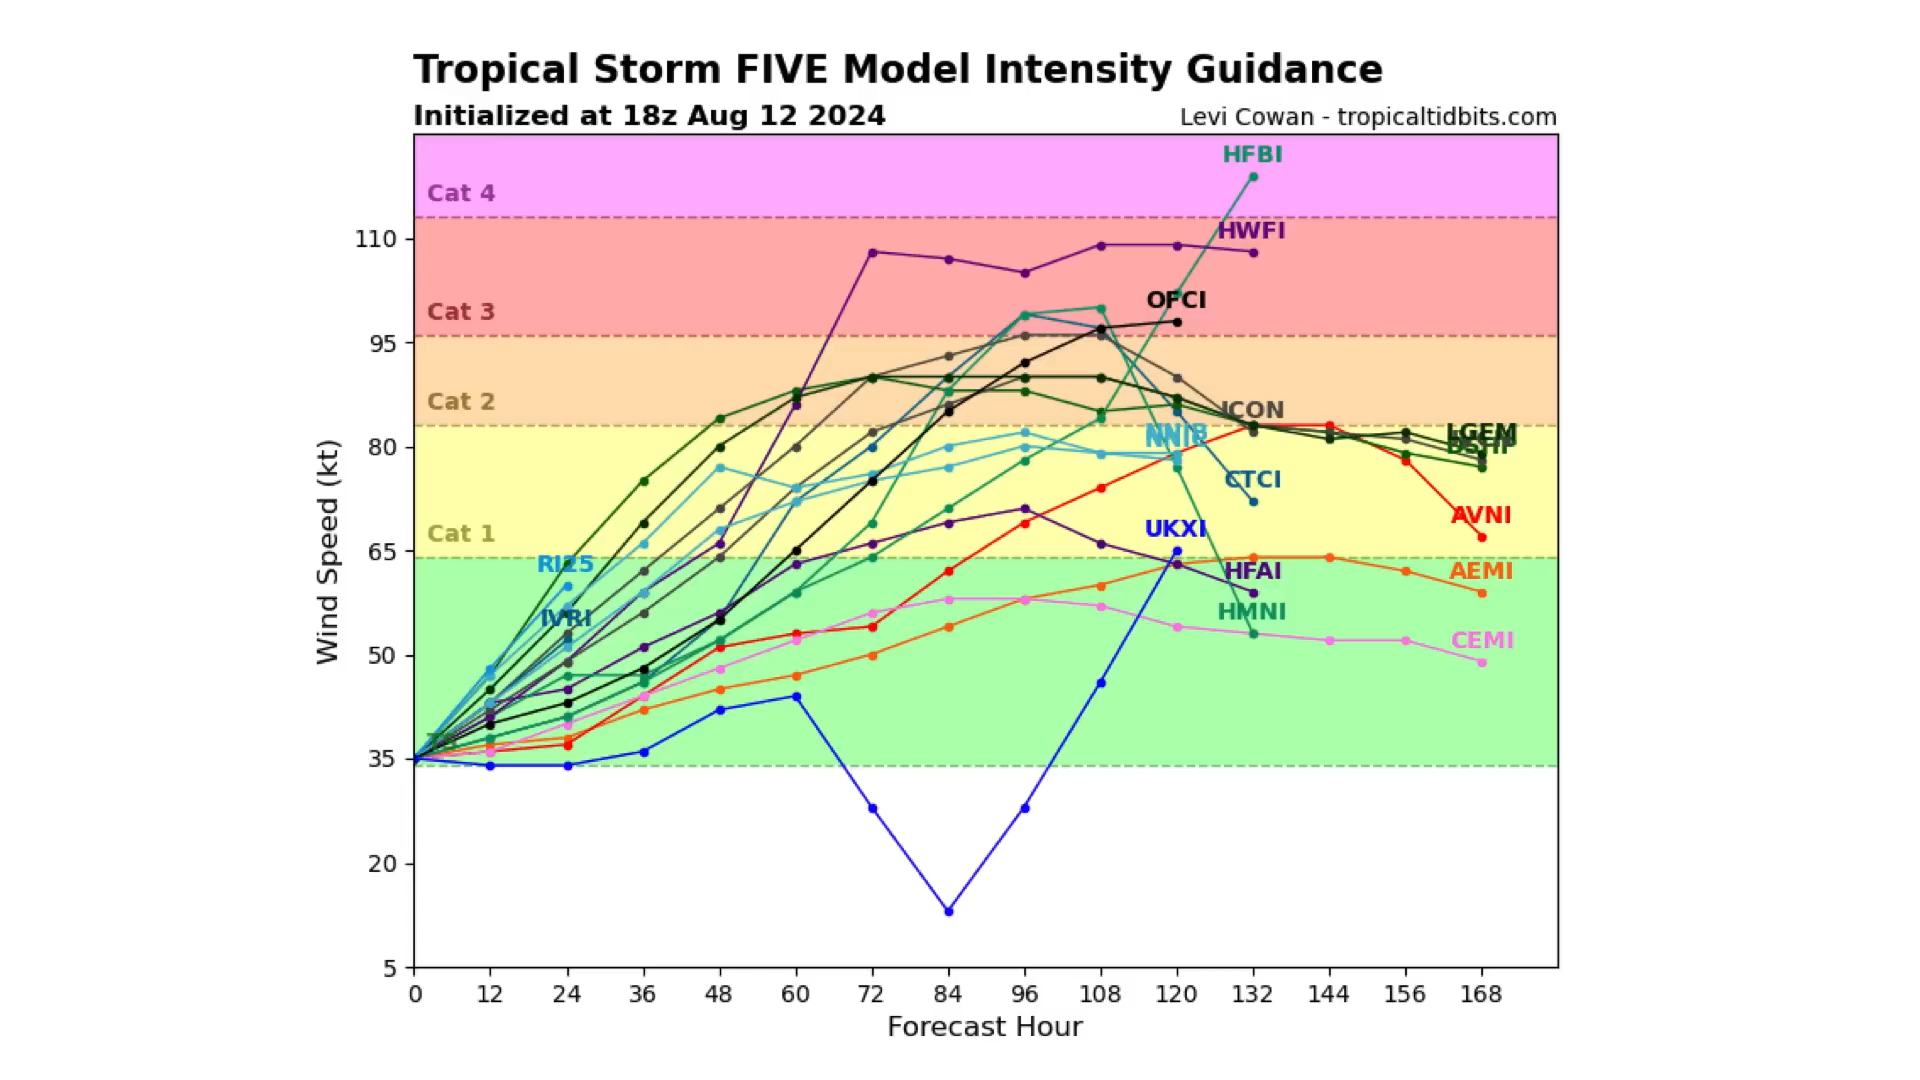 Tropical Storm FIVE Model Intensity Guidance
Initialized at 18z Aug 12 2024
Levi Cowan - tropicaltidbits.com
HFBI
Cat 4
HWFI
110
OFCI
Cat 3
95
Cat 2
ICON
LGEM
NNIB
80
CTCI
AVNI
UKXI
Cat 1
65
RI25
HFAI
AEMI
IVRI
HMNI
50
CEMI
35
20
5
Wind Speed (kt)
0 12 24 36 48 60 72 84 96 108 120 132 144 156 168
Forecast Hour